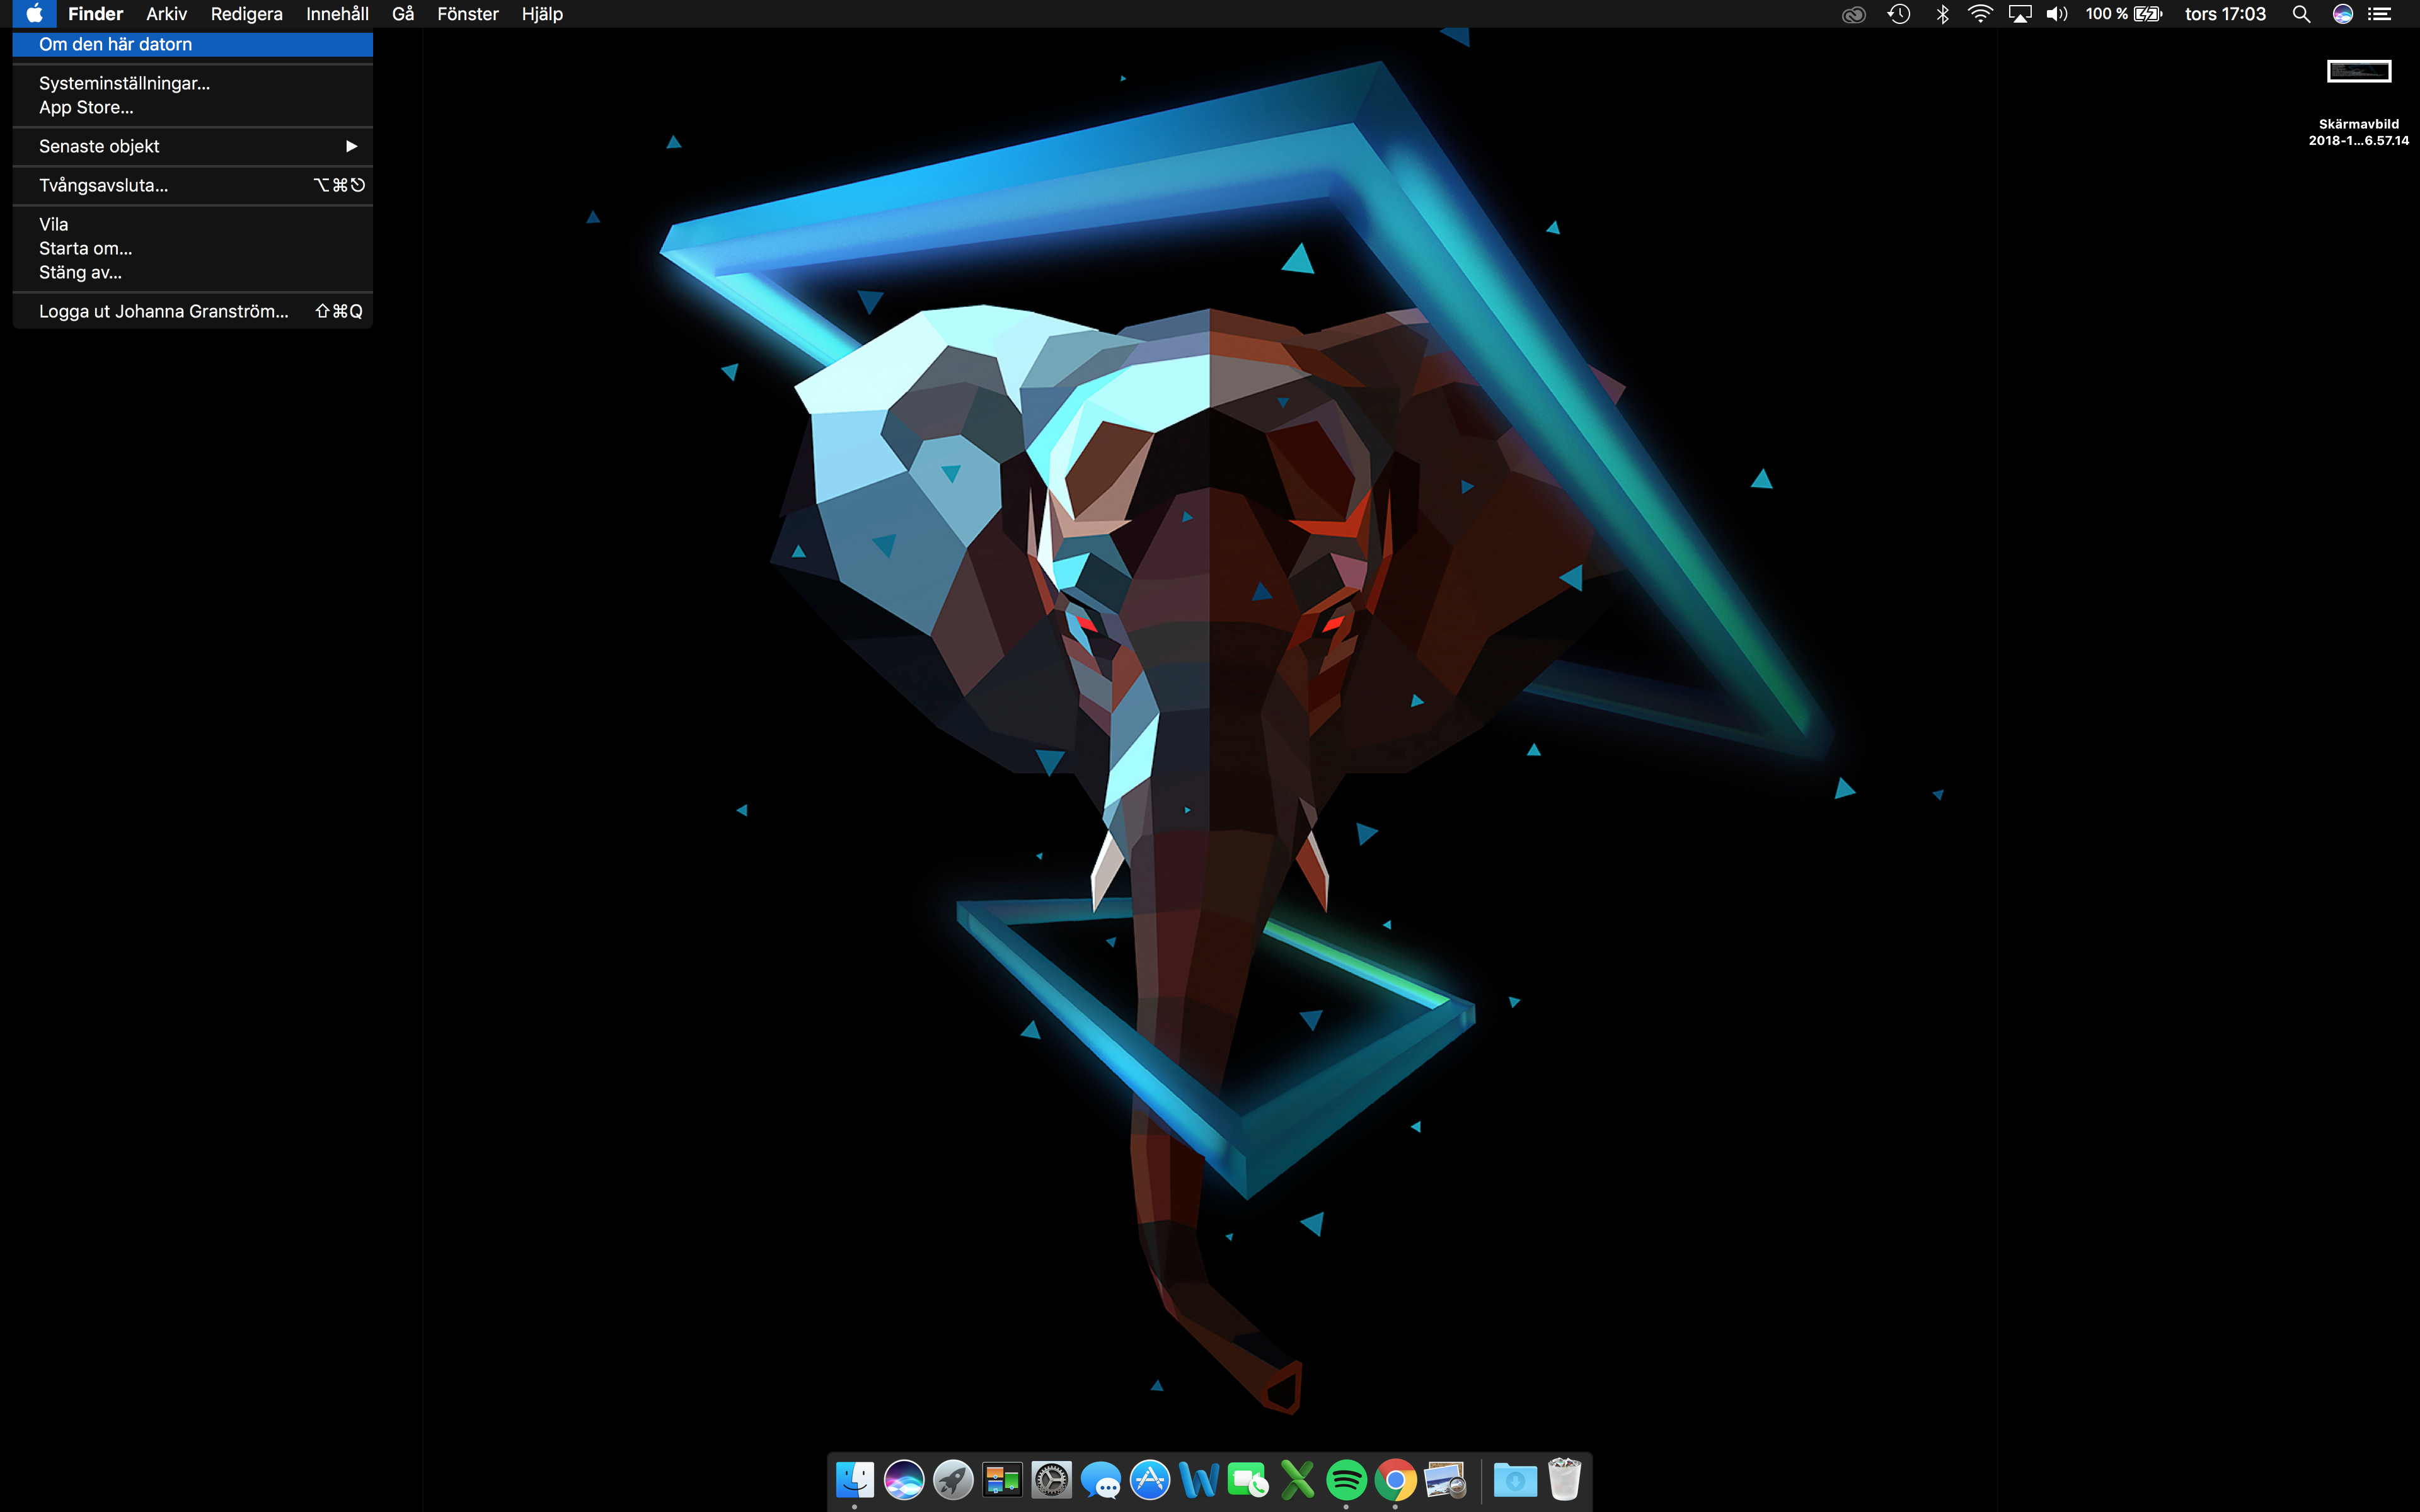 Finder Arkiv Redigera Innehåll Gå Fönster Hjälp 100 % tors 17:03
Om den här datorn
Systeminställningar...
App Store...
Senaste objekt ▶
Tvångsavsluta... ⌥⌘⎋
Vila
Starta om...
Stäng av...
Logga ut Johanna Granström... ⇧⌘Q
Skärmavbild
2018-1...6.57.14